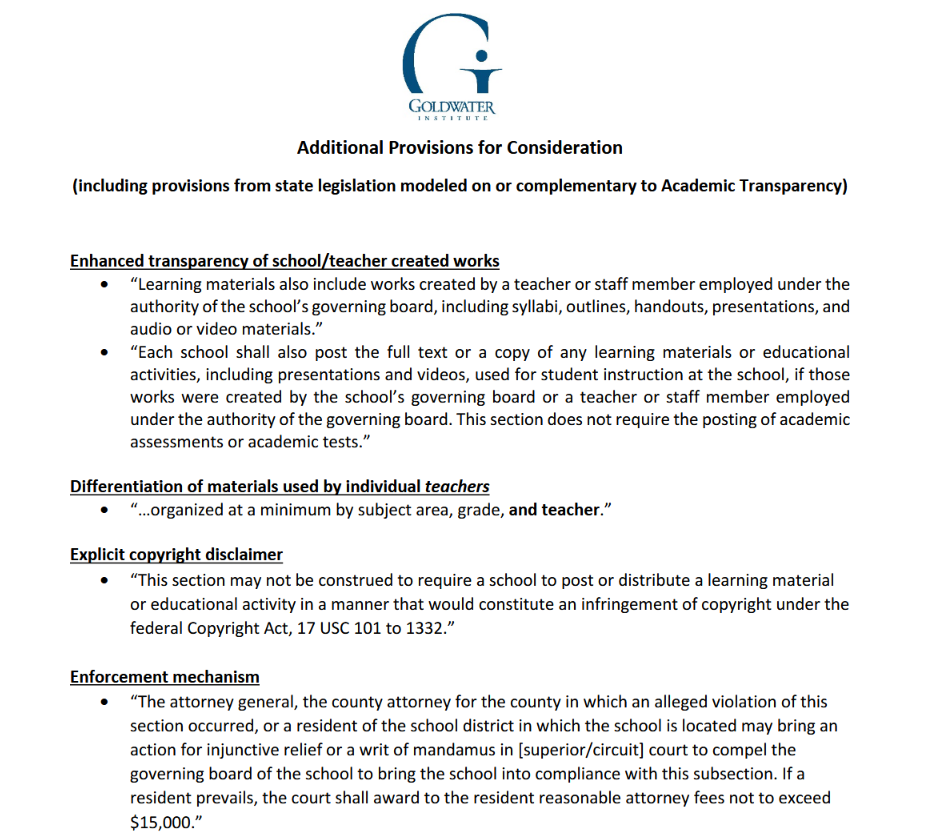 GOLDWATER
INSTITUTE
Additional Provisions for Consideration
(including provisions from state legislation modeled on or complementary to Academic Transparency)
Enhanced transparency of school/teacher created works
• “Learning materials also include works created by a teacher or staff member employed under the
authority of the school’s governing board, including syllabi, outlines, handouts, presentations, and
audio or video materials.”
• “Each school shall also post the full text or a copy of any learning materials or educational
activities, including presentations and videos, used for student instruction at the school, if those
works were created by the school’s governing board or a teacher or staff member employed
under the authority of the governing board. This section does not require the posting of academic
assessments or academic tests.”
Differentiation of materials used by individual teachers
• “…organized at a minimum by subject area, grade, and teacher.”
Explicit copyright disclaimer
• “This section may not be construed to require a school to post or distribute a learning material
or educational activity in a manner that would constitute an infringement of copyright under the
federal Copyright Act, 17 USC 101 to 1332.”
Enforcement mechanism
• “The attorney general, the county attorney for the county in which an alleged violation of this
section occurred, or a resident of the school district in which the school is located may bring an
action for injunctive relief or a writ of mandamus in [superior/circuit] court to compel the
governing board of the school to bring the school into compliance with this subsection. If a
resident prevails, the court shall award to the resident reasonable attorney fees not to exceed
$15,000.”